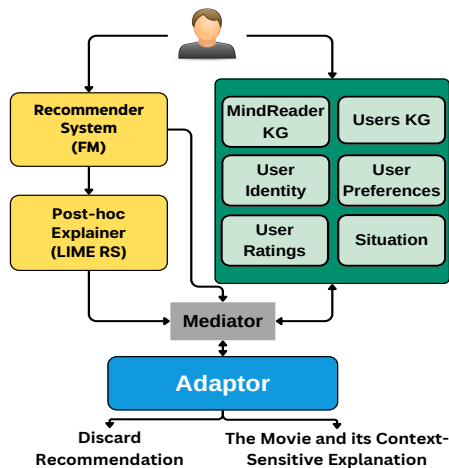 Recommender
System
(FM)
Post-hoc
Explainer
(LIME RS)
MindReader
KG
Users KG
User
Identity
User
Preferences
User
Ratings
Situation
Mediator
Adaptor
Discard
Recommendation
The Movie and its Context-
Sensitive Explanation